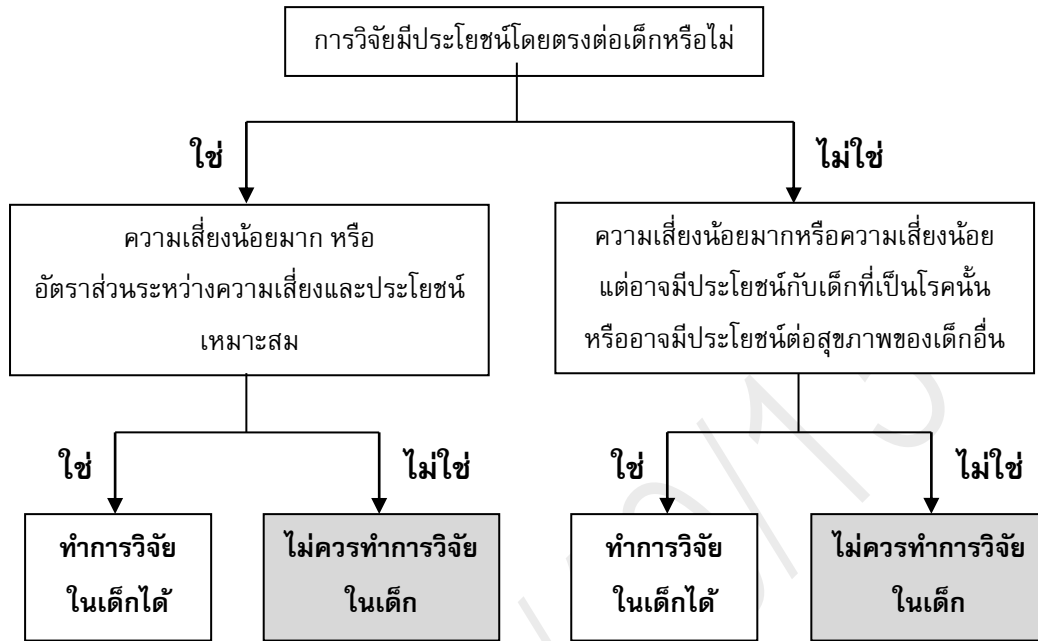 การวิจัยมีประโยชน์โดยตรงต่อเด็กหรือไม่
ใช่
ไม่ใช่
ความเสี่ยงน้อยมาก หรือ
อัตราส่วนระหว่างความเสี่ยงและประโยชน์
เหมาะสม
ความเสี่ยงน้อยมากหรือความเสี่ยงน้อย
แต่อาจมีประโยชน์กับเด็กที่เป็นโรคนั้น
หรืออาจมีประโยชน์ต่อสุขภาพของเด็กอื่น
ใช่
ไม่ใช่
ใช่
ไม่ใช่
ทำการวิจัย
ในเด็กได้
ไม่ควรทำการวิจัย
ในเด็ก
ทำการวิจัย
ในเด็กได้
ไม่ควรทำการวิจัย
ในเด็ก